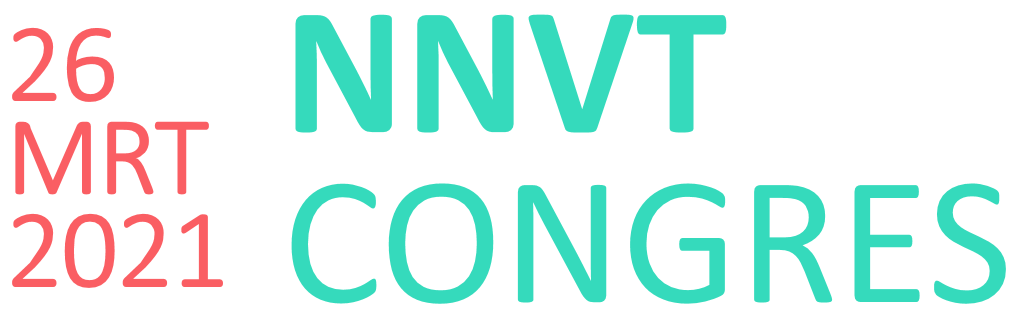 26
MRT
2021
NNVT
CONGRES